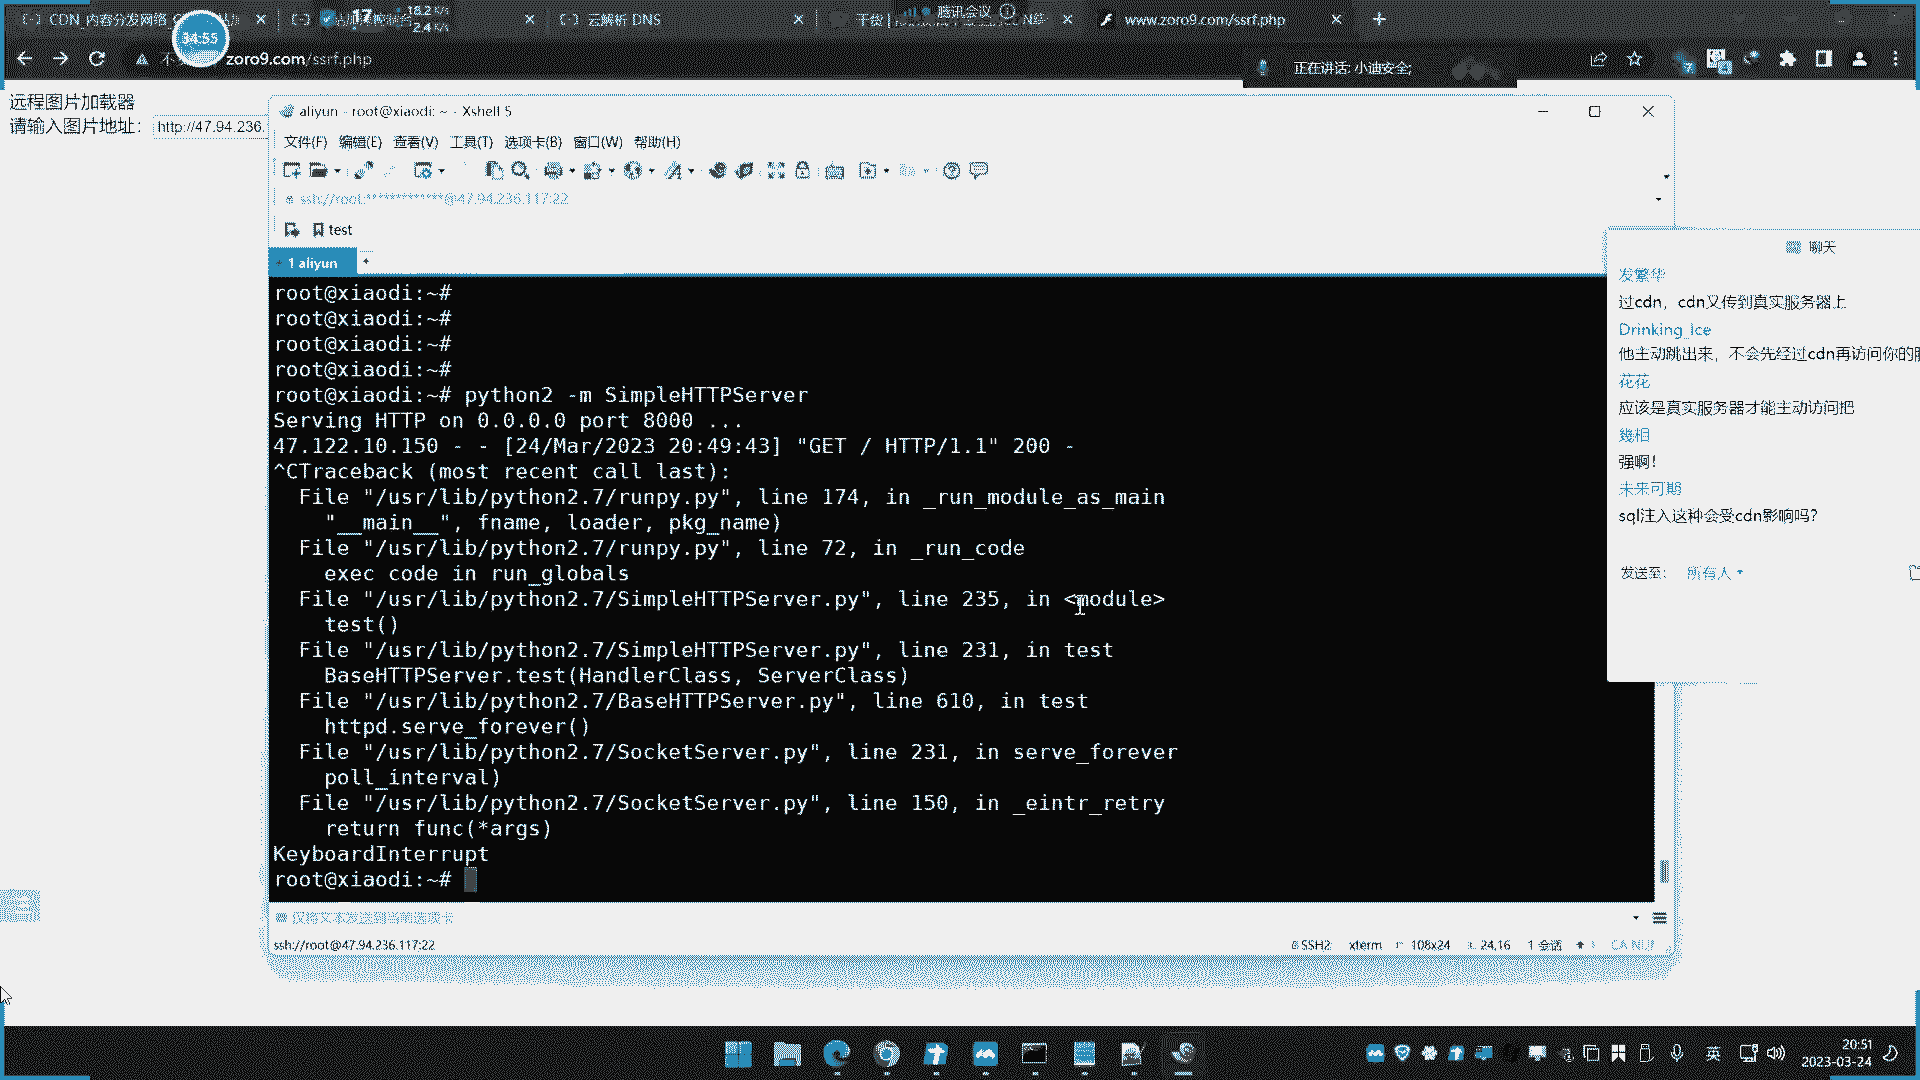 CDN_内容分发网络
云解析 DNS
腾讯会议
www.zoro9.com/ssrf.php
18.2 K/s
2.4 K/s
34:55
zoro9.com/ssrf.php
正在讲话: 小迪安全;
远程图片加载器
请输入图片地址：
http://47.94.236.
aliyun - root@xiaodi: ~ - Xshell 5
文件(F) 编辑(E) 查看(V) 工具(T) 选项卡(B) 窗口(W) 帮助(H)
ssh://root:************@47.94.236.117:22
test
1 aliyun
root@xiaodi:~#
root@xiaodi:~#
root@xiaodi:~#
root@xiaodi:~#
root@xiaodi:~# python2 -m SimpleHTTPServer
Serving HTTP on 0.0.0.0 port 8000 ...
47.122.10.150 - - [24/Mar/2023 20:49:43] "GET / HTTP/1.1" 200 -
^CTraceback (most recent call last):
File "/usr/lib/python2.7/runpy.py", line 174, in _run_module_as_main
"__main__", fname, loader, pkg_name)
File "/usr/lib/python2.7/runpy.py", line 72, in _run_code
exec code in run_globals
File "/usr/lib/python2.7/SimpleHTTPServer.py", line 235, in <module>
test()
File "/usr/lib/python2.7/SimpleHTTPServer.py", line 231, in test
BaseHTTPServer.test(HandlerClass, ServerClass)
File "/usr/lib/python2.7/BaseHTTPServer.py", line 610, in test
httpd.serve_forever()
File "/usr/lib/python2.7/SocketServer.py", line 231, in serve_forever
poll_interval)
File "/usr/lib/python2.7/SocketServer.py", line 150, in _eintr_retry
return func(*args)
KeyboardInterrupt
root@xiaodi:~#
仅将文本发送到当前选项卡
ssh://root@47.94.236.117:22
SSH2 xterm 108x24 24,16 1 会话 CAP NUM
聊天
发繁华
过cdn，cdn又传到真实服务器上
Drinking_Ice
他主动跳出来，不会先经过cdn再访问你的
花花
应该是真实服务器才能主动访问把
幾相
强啊！
未来可期
sql注入这种会受cdn影响吗？
发送至： 所有人
英
20:51
2023-03-24